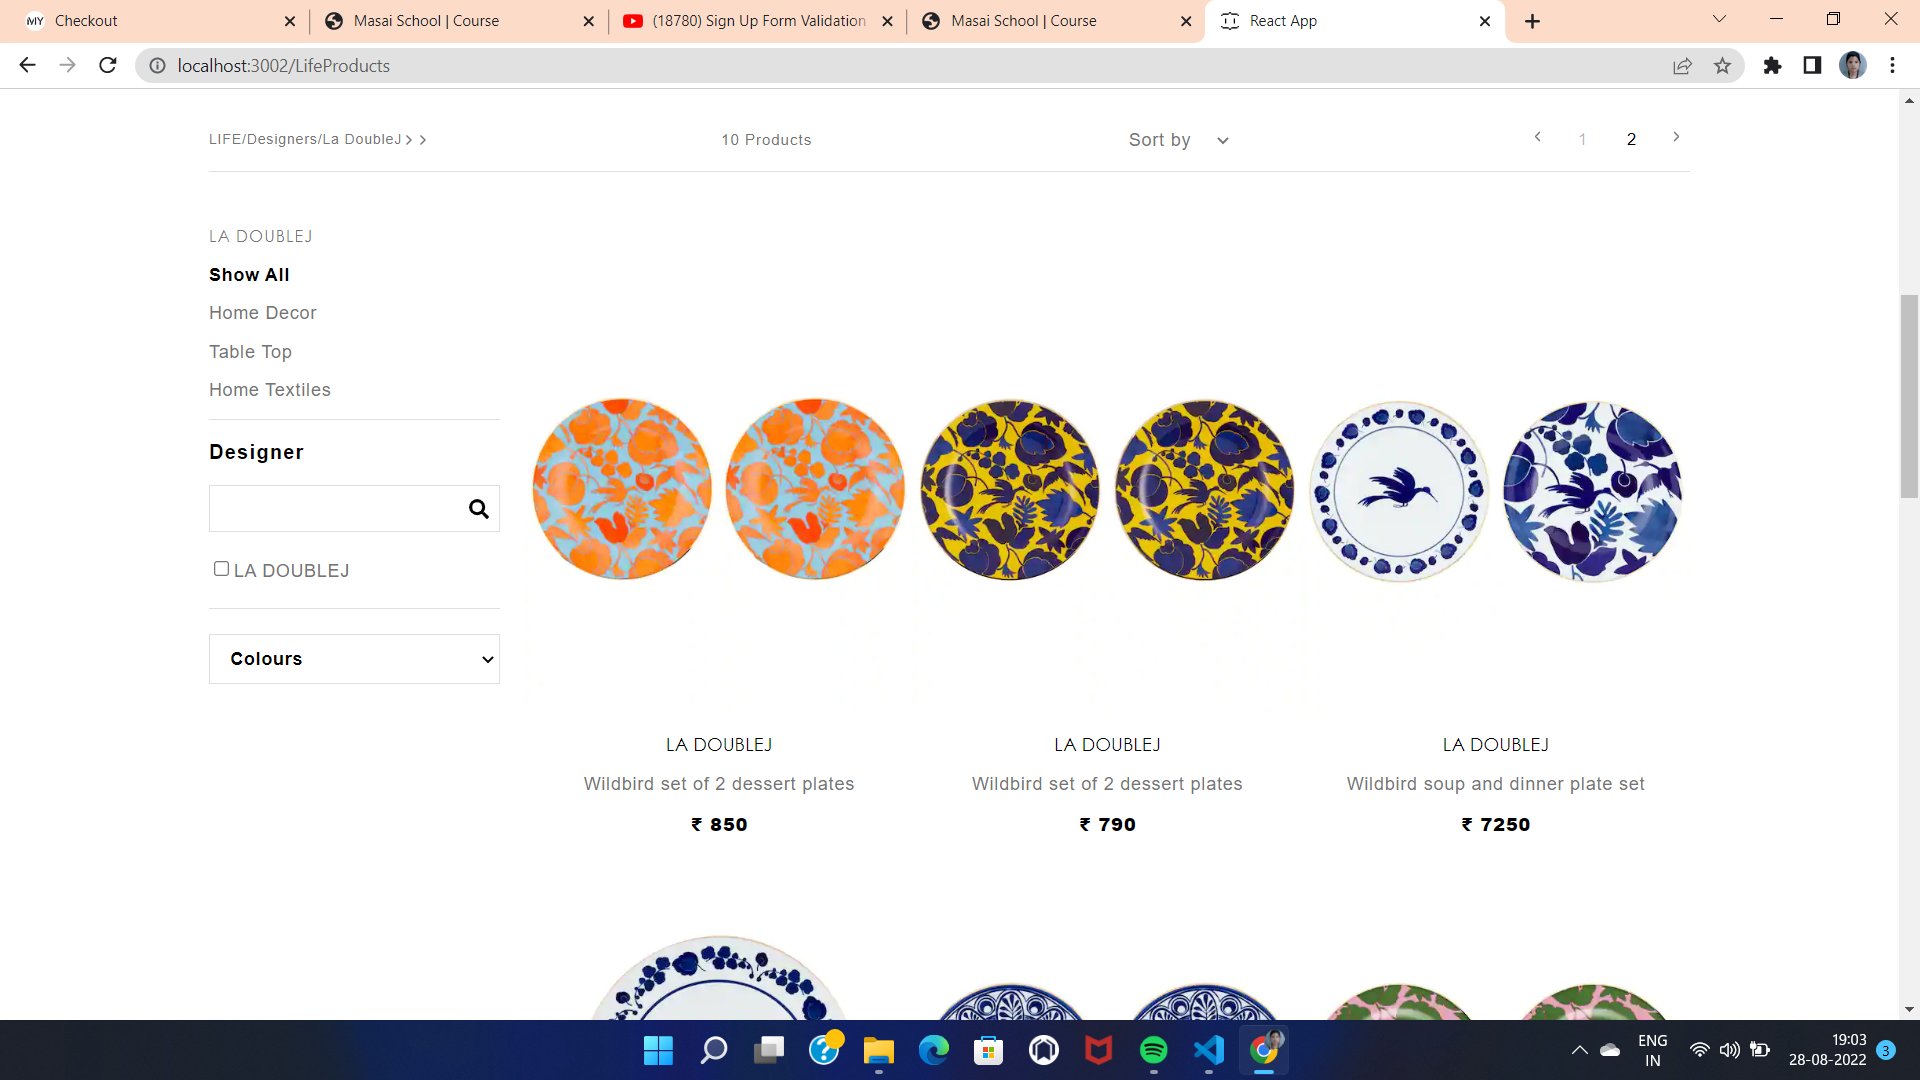 MY Checkout
Masai School | Course
(18780) Sign Up Form Validation
Masai School | Course
React App
localhost:3002/LifeProducts
LIFE/Designers/La DoubleJ
10 Products
Sort by
1 2
LA DOUBLEJ
Show All
Home Decor
Table Top
Home Textiles
Designer
LA DOUBLEJ
Colours
LA DOUBLEJ
Wildbird set of 2 dessert plates
₹ 850
LA DOUBLEJ
Wildbird set of 2 dessert plates
₹ 790
LA DOUBLEJ
Wildbird soup and dinner plate set
₹ 7250
ENG
IN
19:03
28-08-2022
3